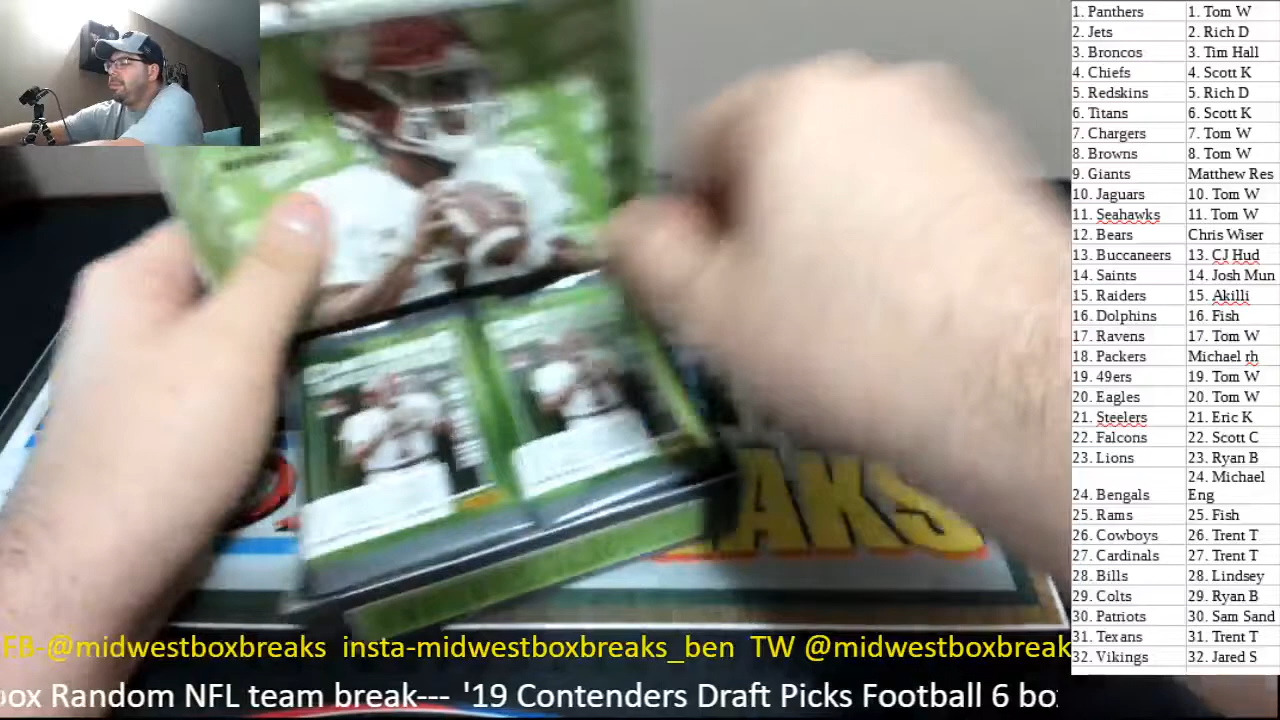 1. Panthers 1. Tom W
2. Jets 2. Rich D
3. Broncos 3. Tim Hall
4. Chiefs 4. Scott K
5. Redskins 5. Rich D
6. Titans 6. Scott K
7. Chargers 7. Tom W
8. Browns 8. Tom W
9. Giants Matthew Res
10. Jaguars 10. Tom W
11. Seahawks 11. Tom W
12. Bears Chris Wiser
13. Buccaneers 13. CJ Hud
14. Saints 14. Josh Mun
15. Raiders 15. Akilli
16. Dolphins 16. Fish
17. Ravens 17. Tom W
18. Packers Michael rh
19. 49ers 19. Tom W
20. Eagles 20. Tom W
21. Steelers 21. Eric K
22. Falcons 22. Scott C
23. Lions 23. Ryan B
24. Bengals 24. Michael Eng
25. Rams 25. Fish
26. Cowboys 26. Trent T
27. Cardinals 27. Trent T
28. Bills 28. Lindsey
29. Colts 29. Ryan B
30. Patriots 30. Sam Sand
31. Texans 31. Trent T
32. Vikings 32. Jared S
AKS
FB-@midwestboxbreaks insta-midwestboxbreaks_ben TW @midwestboxbreak
ox Random NFL team break--- '19 Contenders Draft Picks Football 6 bo